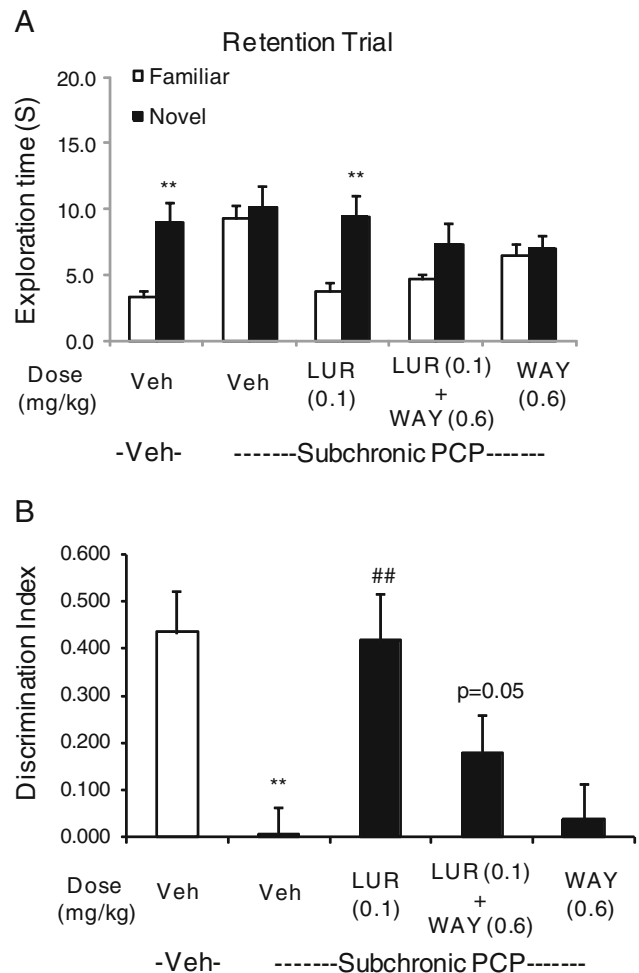 A
Retention Trial
Familiar
Novel
Exploration time (S)
20.0
15.0
10.0
5.0
0.0
**
**
Dose
(mg/kg)
Veh
Veh
LUR
(0.1)
LUR (0.1)
+
WAY (0.6)
WAY
(0.6)
-Veh-
-------Subchronic PCP-------
B
Discrimination Index
0.600
0.500
0.400
0.300
0.200
0.100
0.000
**
##
p=0.05
Dose
(mg/kg)
Veh
Veh
LUR
(0.1)
LUR (0.1)
+
WAY (0.6)
WAY
(0.6)
-Veh-
-------Subchronic PCP-------